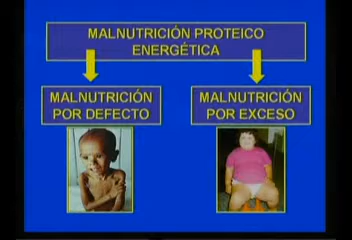 MALNUTRICIÓN PROTEICO
ENERGÉTICA
MALNUTRICIÓN
POR DEFECTO
MALNUTRICIÓN
POR EXCESO